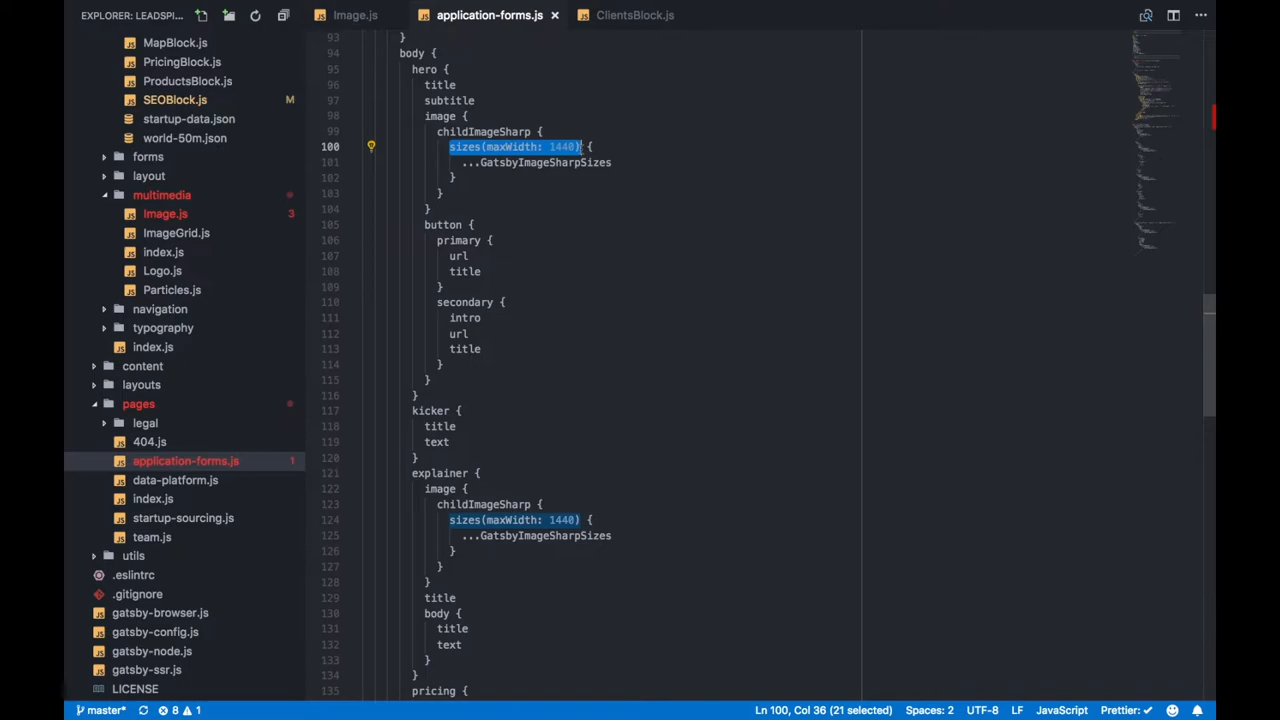 EXPLORER: LEADSPI...
MapBlock.js
PricingBlock.js
ProductsBlock.js
SEOBlock.js M
startup-data.json
world-50m.json
forms
layout
multimedia
Image.js 3
ImageGrid.js
index.js
Logo.js
Particles.js
navigation
typography
index.js
content
layouts
pages
legal
404.js
application-forms.js 1
data-platform.js
index.js
startup-sourcing.js
team.js
utils
.eslintrc
.gitignore
gatsby-browser.js
gatsby-config.js
gatsby-node.js
gatsby-ssr.js
LICENSE
Image.js application-forms.js ClientsBlock.js
93 }
94 body {
95 hero {
96 title
97 subtitle
98 image {
99 childImageSharp {
100 sizes(maxWidth: 1440) {
101 ...GatsbyImageSharpSizes
102 }
103 }
104 }
105 button {
106 primary {
107 url
108 title
109 }
110 secondary {
111 intro
112 url
113 title
114 }
115 }
116 }
117 kicker {
118 title
119 text
120 }
121 explainer {
122 image {
123 childImageSharp {
124 sizes(maxWidth: 1440) {
125 ...GatsbyImageSharpSizes
126 }
127 }
128 }
129 title
130 body {
131 title
132 text
133 }
134 }
135 pricing {
master* 8 1 Ln 100, Col 36 (21 selected) Spaces: 2 UTF-8 LF JavaScript Prettier: ✓